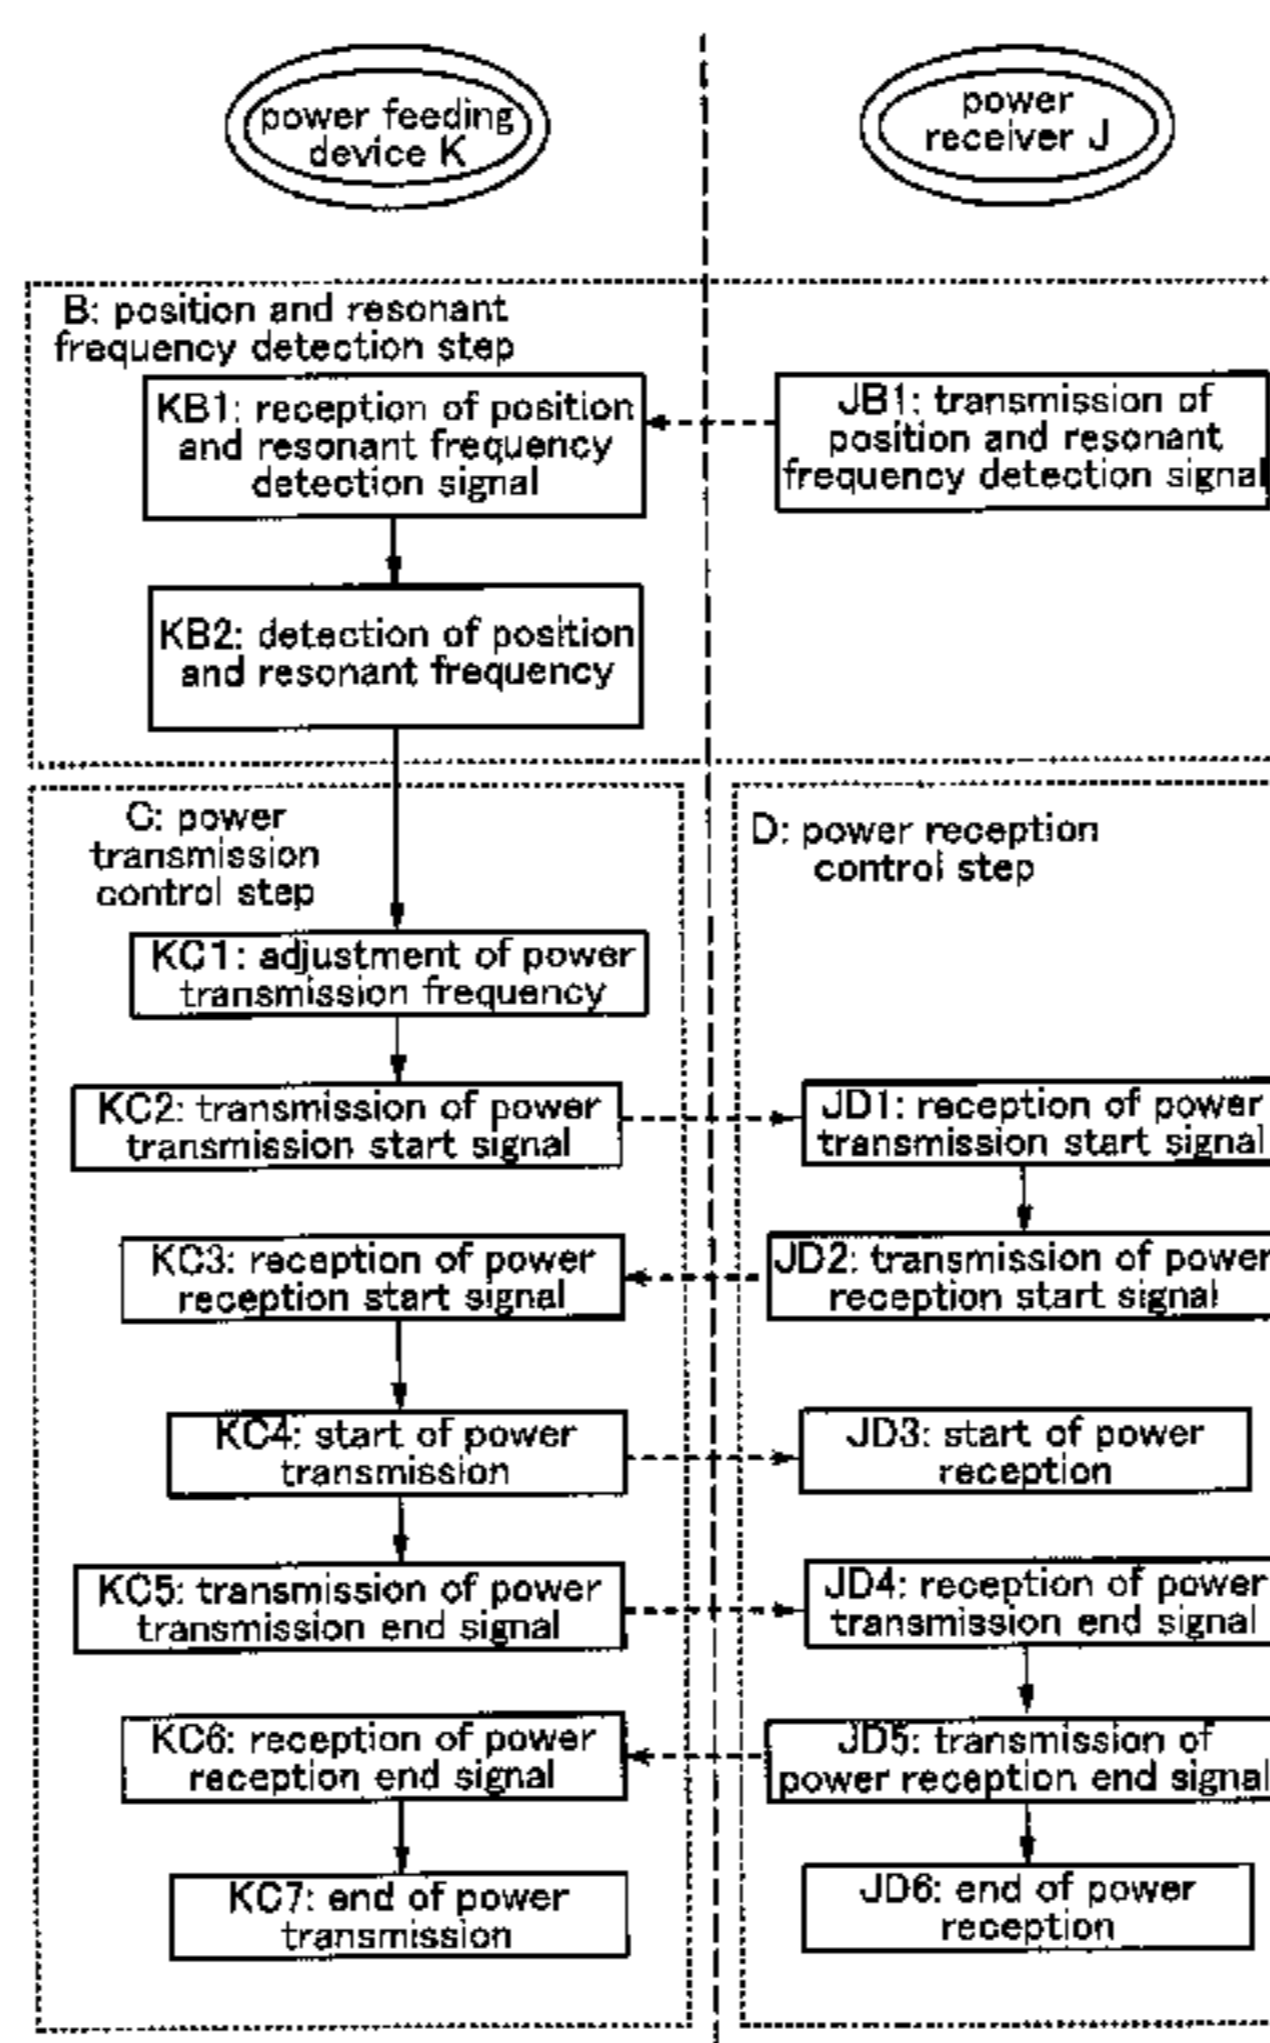 power feeding
device K
power
receiver J
B: position and resonant
frequency detection step
KB1: reception of position
and resonant frequency
detection signal
JB1: transmission of
position and resonant
frequency detection signal
KB2: detection of position
and resonant frequency
C: power
transmission
control step
D: power reception
control step
KC1: adjustment of power
transmission frequency
KC2: transmission of power
transmission start signal
JD1: reception of power
transmission start signal
KC3: reception of power
reception start signal
JD2: transmission of power
reception start signal
KC4: start of power
transmission
JD3: start of power
reception
KC5: transmission of power
transmission end signal
JD4: reception of power
transmission end signal
KC6: reception of power
reception end signal
JD5: transmission of
power reception end signal
KC7: end of power
transmission
JD6: end of power
reception